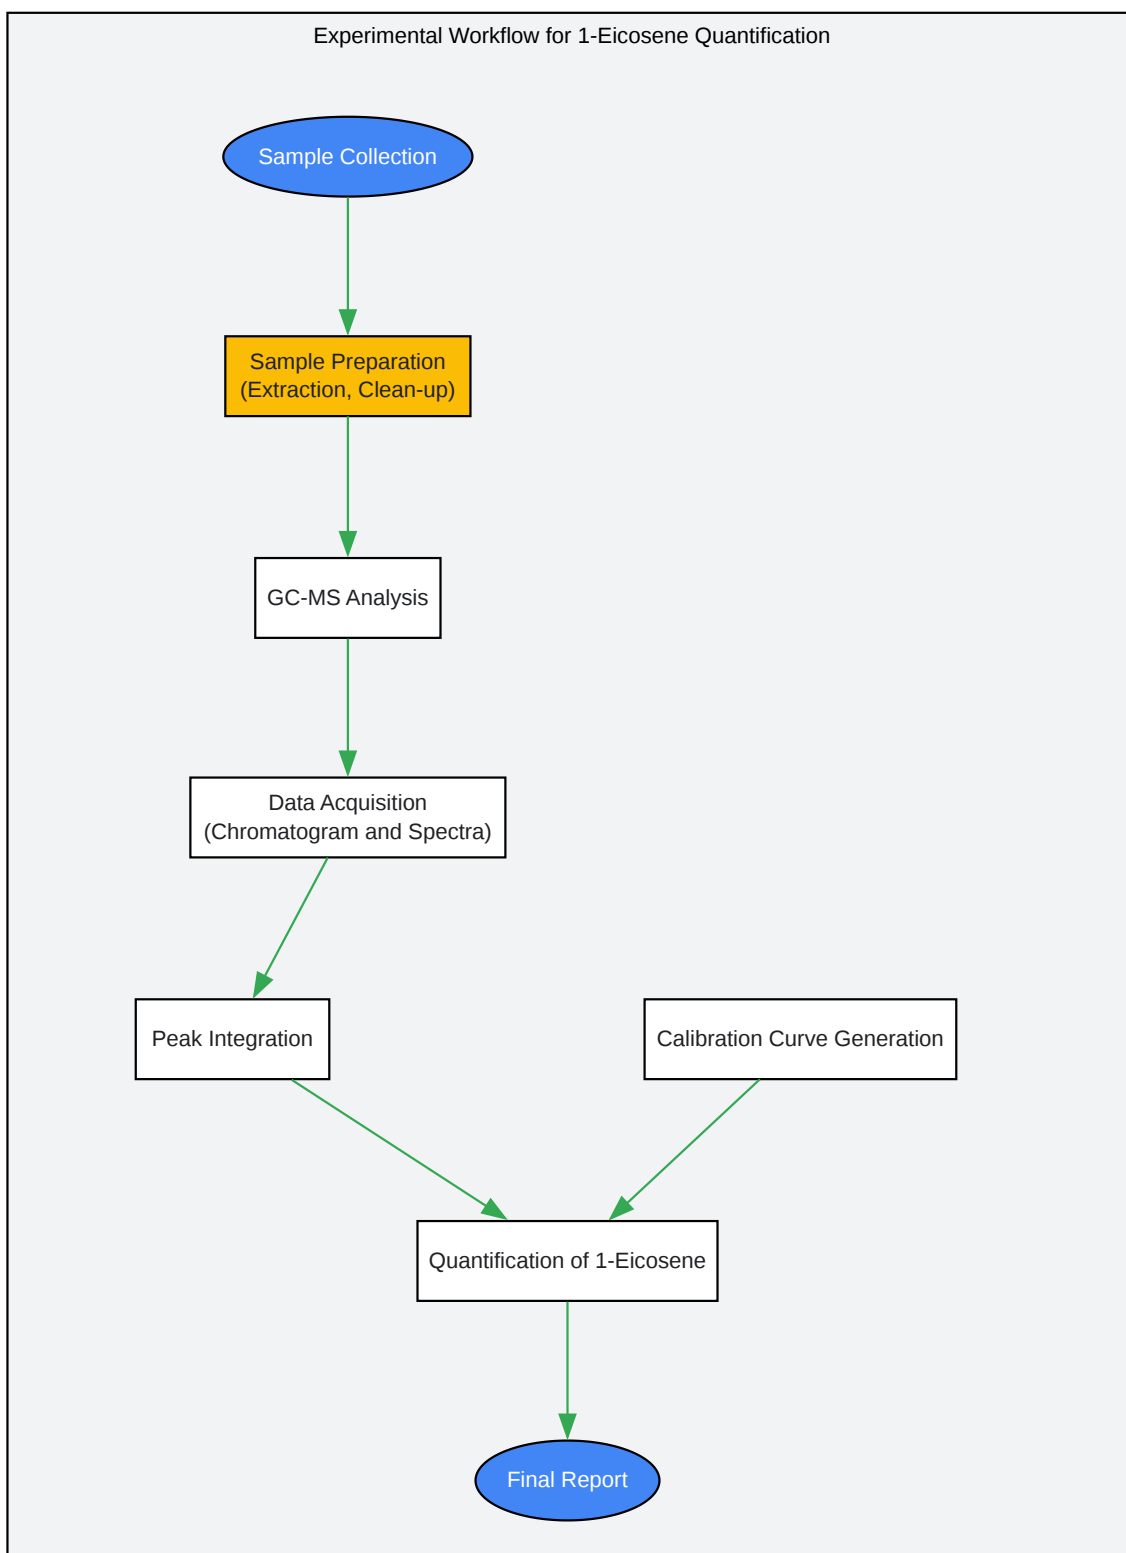 Experimental Workflow for 1-Eicosene Quantification
Sample Collection
Sample Preparation
(Extraction, Clean-up)
GC-MS Analysis
Data Acquisition
(Chromatogram and Spectra)
Peak Integration
Calibration Curve Generation
Quantification of 1-Eicosene
Final Report